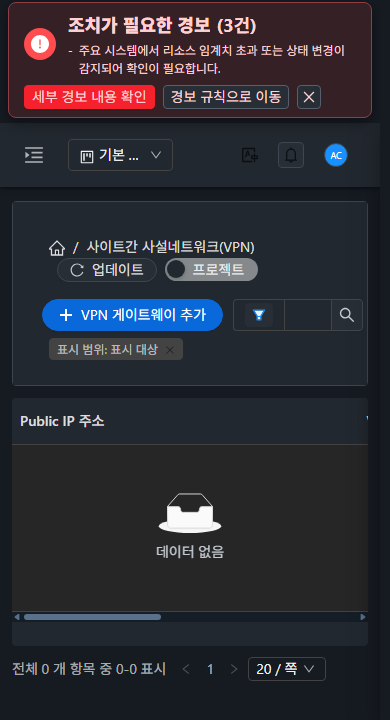 조치가 필요한 경보 (3건)
- 주요 시스템에서 리소스 임계치 초과 또는 상태 변경이
감지되어 확인이 필요합니다.
세부 경보 내용 확인 경보 규칙으로 이동
기본 ... AC
/ 사이트간 사설네트워크(VPN)
업데이트 프로젝트
VPN 게이트웨이 추가
표시 범위: 표시 대상
Public IP 주소
데이터 없음
전체 0 개 항목 중 0-0 표시 1 20 / 쪽